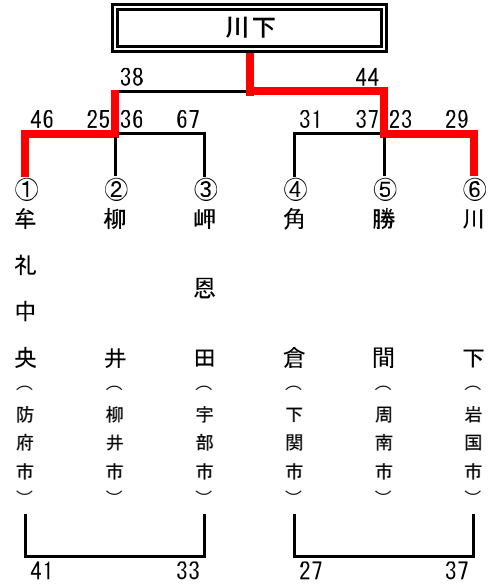 川下
38 44
46 25 36 67 31 37 23 29
① ② ③ ④ ⑤ ⑥
牟礼中央(防府市)
柳井(柳井市)
岬 恩田(宇部市)
角倉(下関市)
勝間(周南市)
川下(岩国市)
41 33 27 37